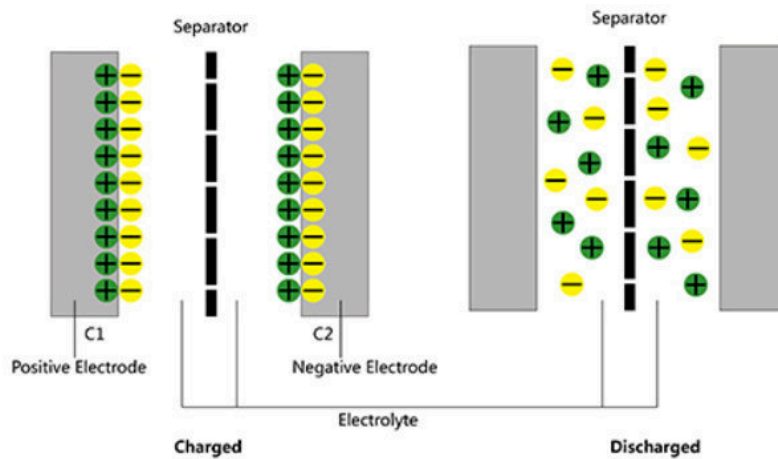 Separator
Separator
C1
C2
Positive Electrode
Negative Electrode
Electrolyte
Charged
Discharged